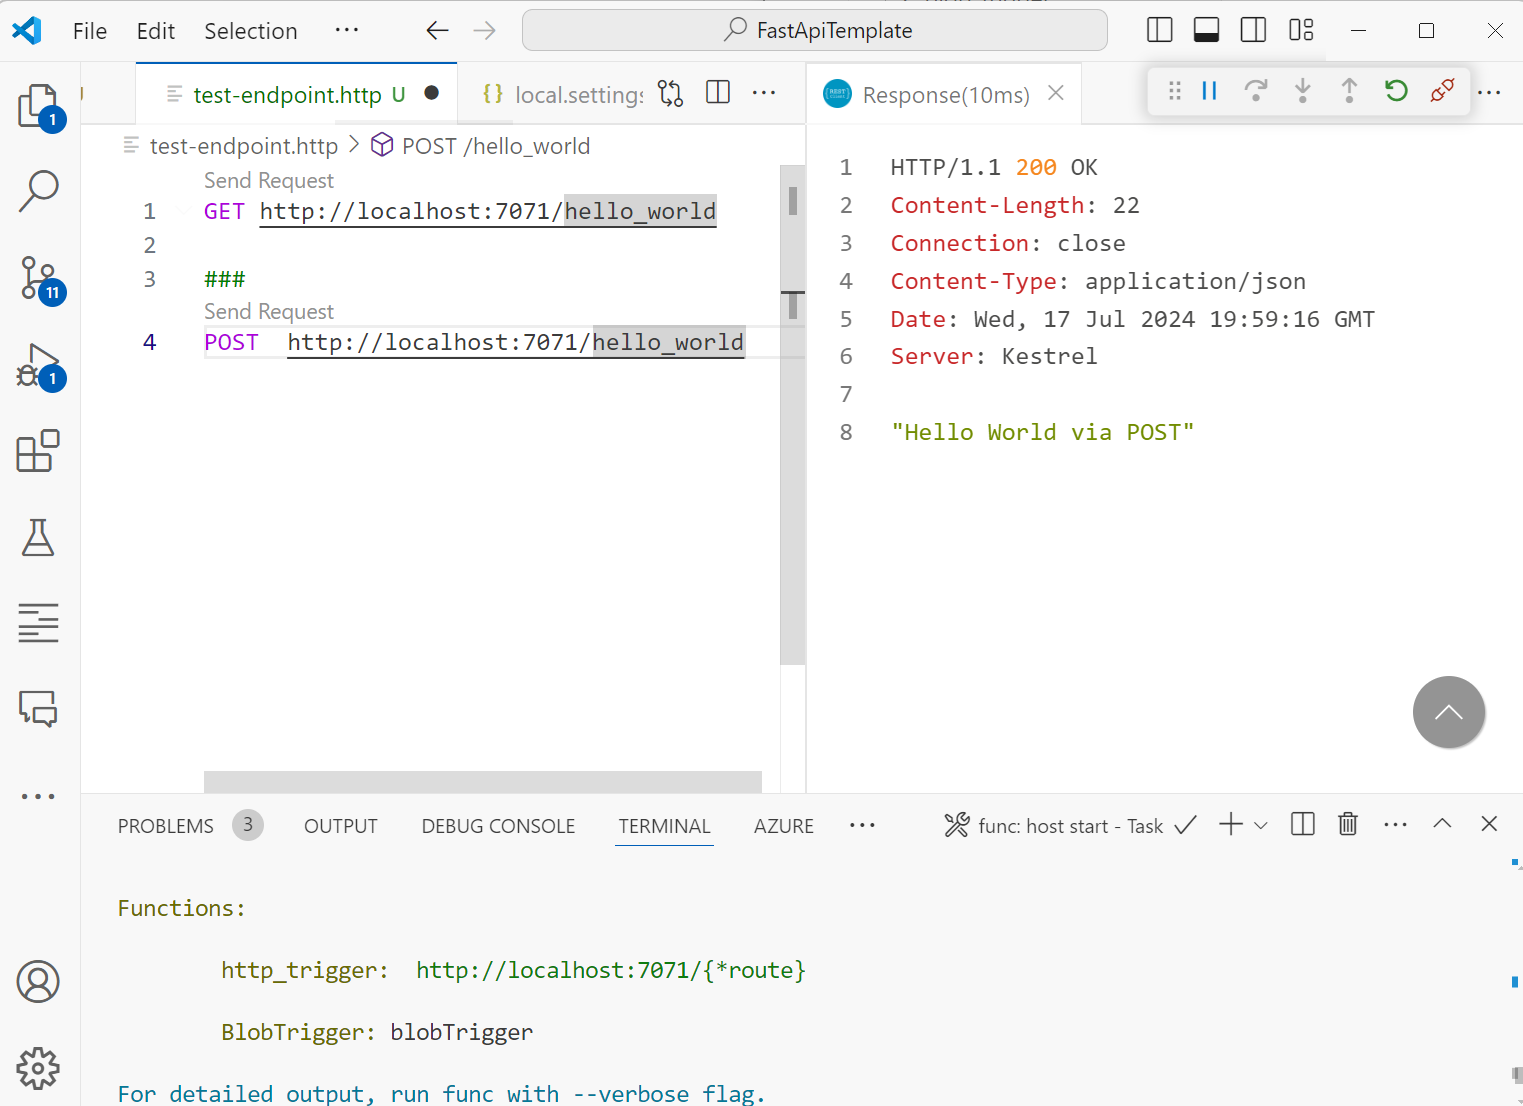 File Edit Selection ··· FastApiTemplate
test-endpoint.http U local.settings Response(10ms)
test-endpoint.http > POST /hello_world
Send Request
1 GET http://localhost:7071/hello_world
2
3 ###
Send Request
4 POST http://localhost:7071/hello_world
1 HTTP/1.1 200 OK
2 Content-Length: 22
3 Connection: close
4 Content-Type: application/json
5 Date: Wed, 17 Jul 2024 19:59:16 GMT
6 Server: Kestrel
7
8 "Hello World via POST"
1
11
1
PROBLEMS 3 OUTPUT DEBUG CONSOLE TERMINAL AZURE ··· func: host start - Task
Functions:
http_trigger: http://localhost:7071/{*route}
BlobTrigger: blobTrigger
For detailed output, run func with --verbose flag.